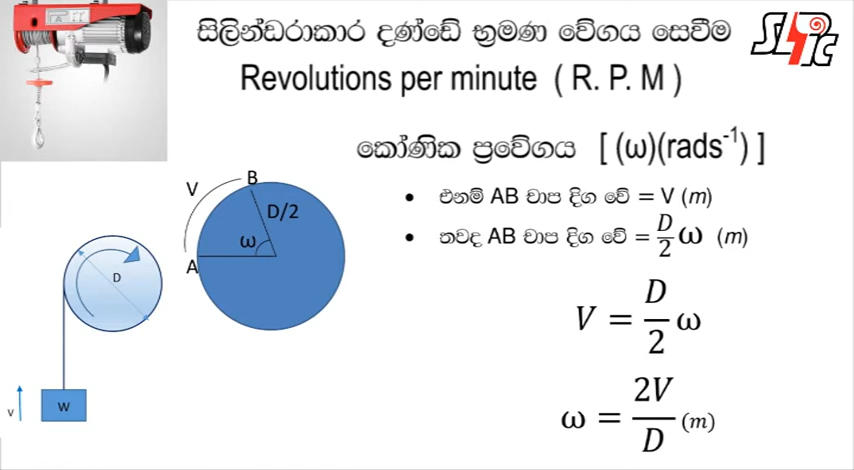 සිලින්ඩරාකාර දණ්ඩේ භ්‍රමණ වේගය සෙවීම
Revolutions per minute ( R. P. M )
SLPIC
කෝණික ප්‍රවේගය [ (ω)(rads⁻¹) ]
• එනම් AB චාප දිග වේ = V (m)
• තවද AB චාප දිග වේ = D/2 ω (m)
V = D/2 ω
ω = 2V/D (m)
V
B
D/2
ω
A
D
V
W